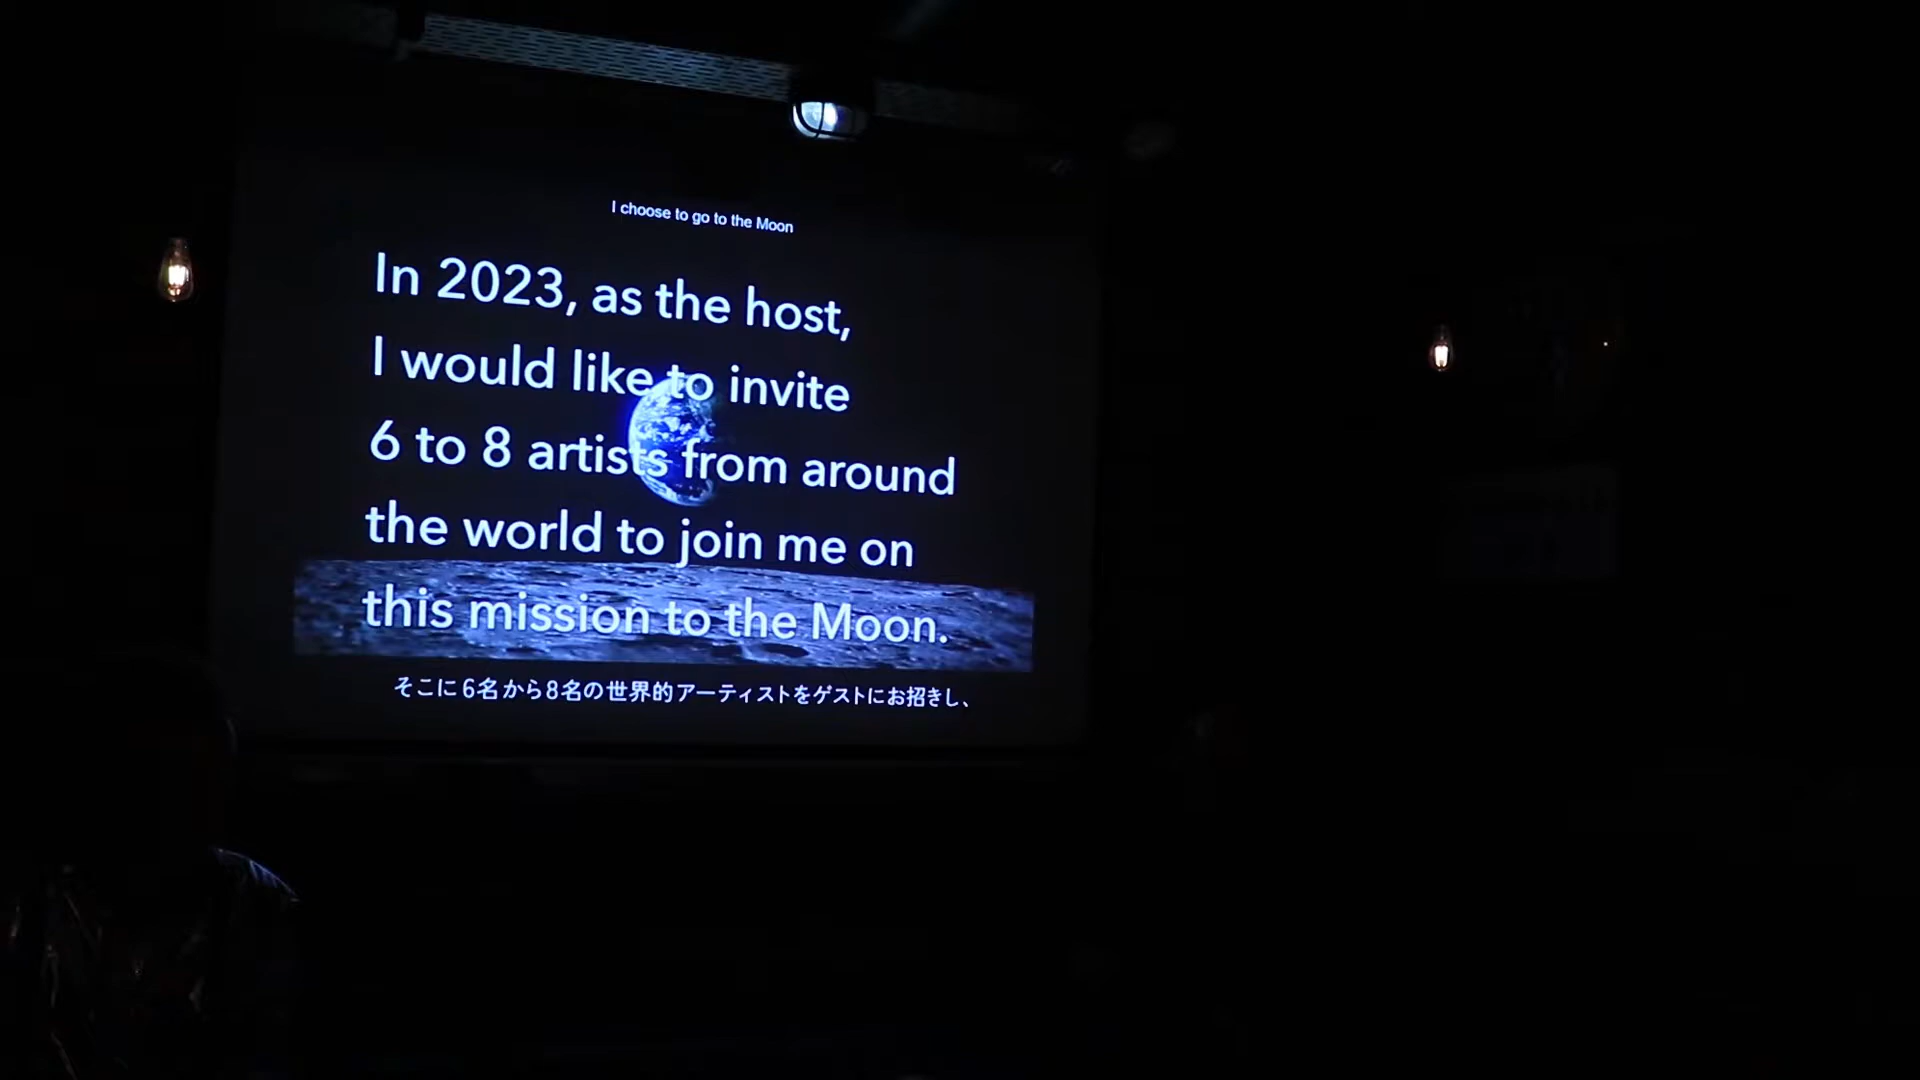 I choose to go to the Moon
In 2023, as the host,
I would like to invite
6 to 8 artists from around
the world to join me on
this mission to the Moon.
そこに6名から8名の世界的アーティストをゲストにお招きし、